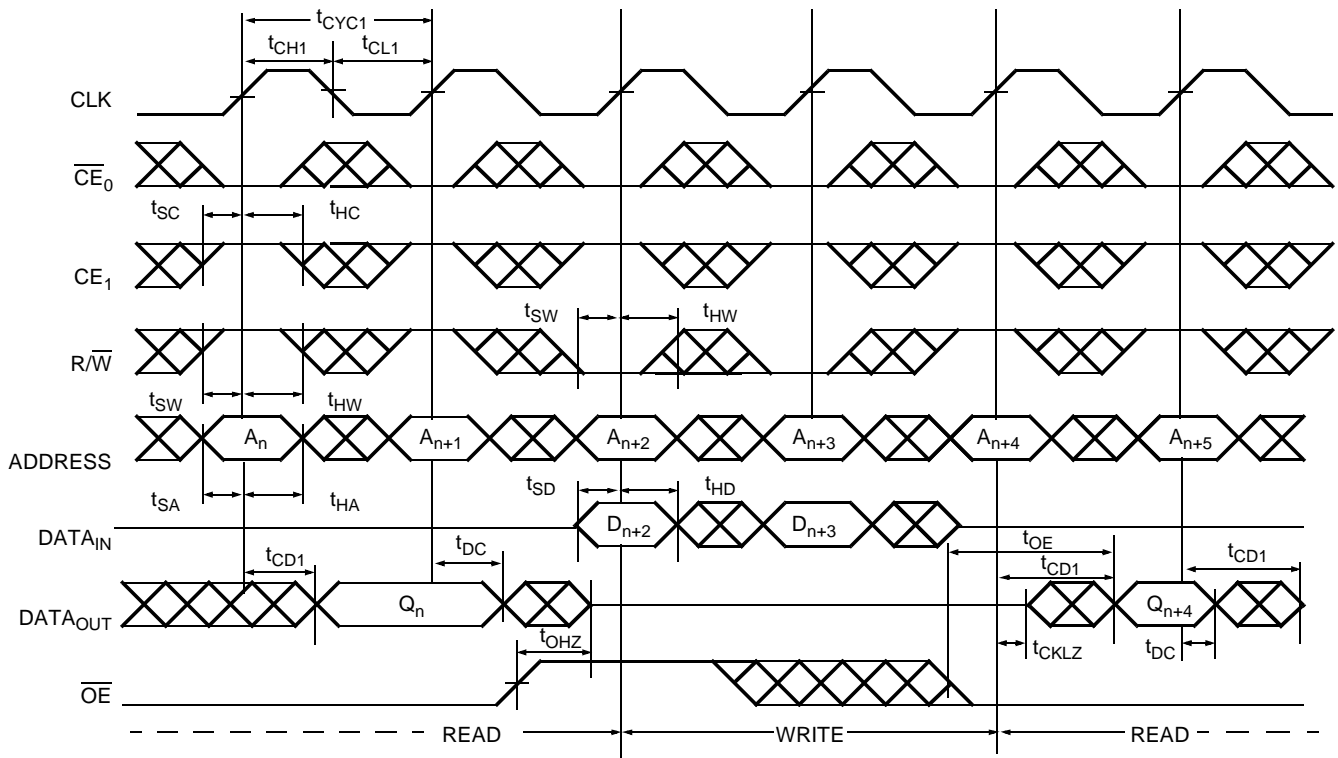 tCYC1
tCH1 tCL1
CLK
CE0
tSC tHC
CE1
tSW tHW
R/W
tSW tHW
An An+1 An+2 An+3 An+4 An+5
ADDRESS
tSA tHA tSD tHD
Dn+2 Dn+3
DATAIN
tOE
tCD1 tDC tCD1 tCD1
Qn Qn+4
DATAOUT
tOHZ tCKLZ tDC
OE
READ WRITE READ